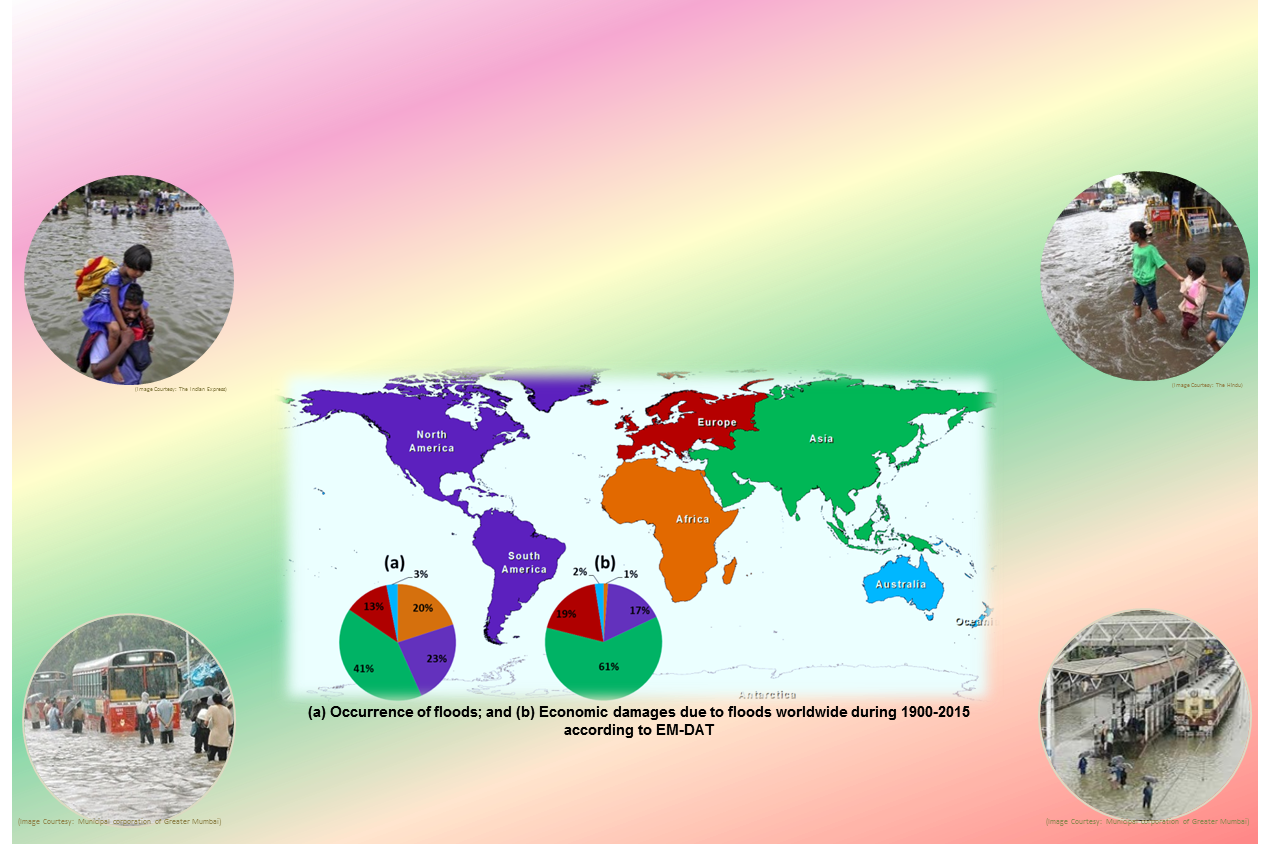 (Image Courtesy: The Indian Express)
(Image Courtesy: The Hindu)
North
America
Europe
Asia
Africa
South
America
Australia
Oceani
Antarctica
(a)
3%
13%
20%
41%
23%
(b)
2%
1%
19%
17%
61%
(a) Occurrence of floods; and (b) Economic damages due to floods worldwide during 1900-2015
according to EM-DAT
(Image Courtesy: Municipal corporation of Greater Mumbai)
(Image Courtesy: Municipal corporation of Greater Mumbai)